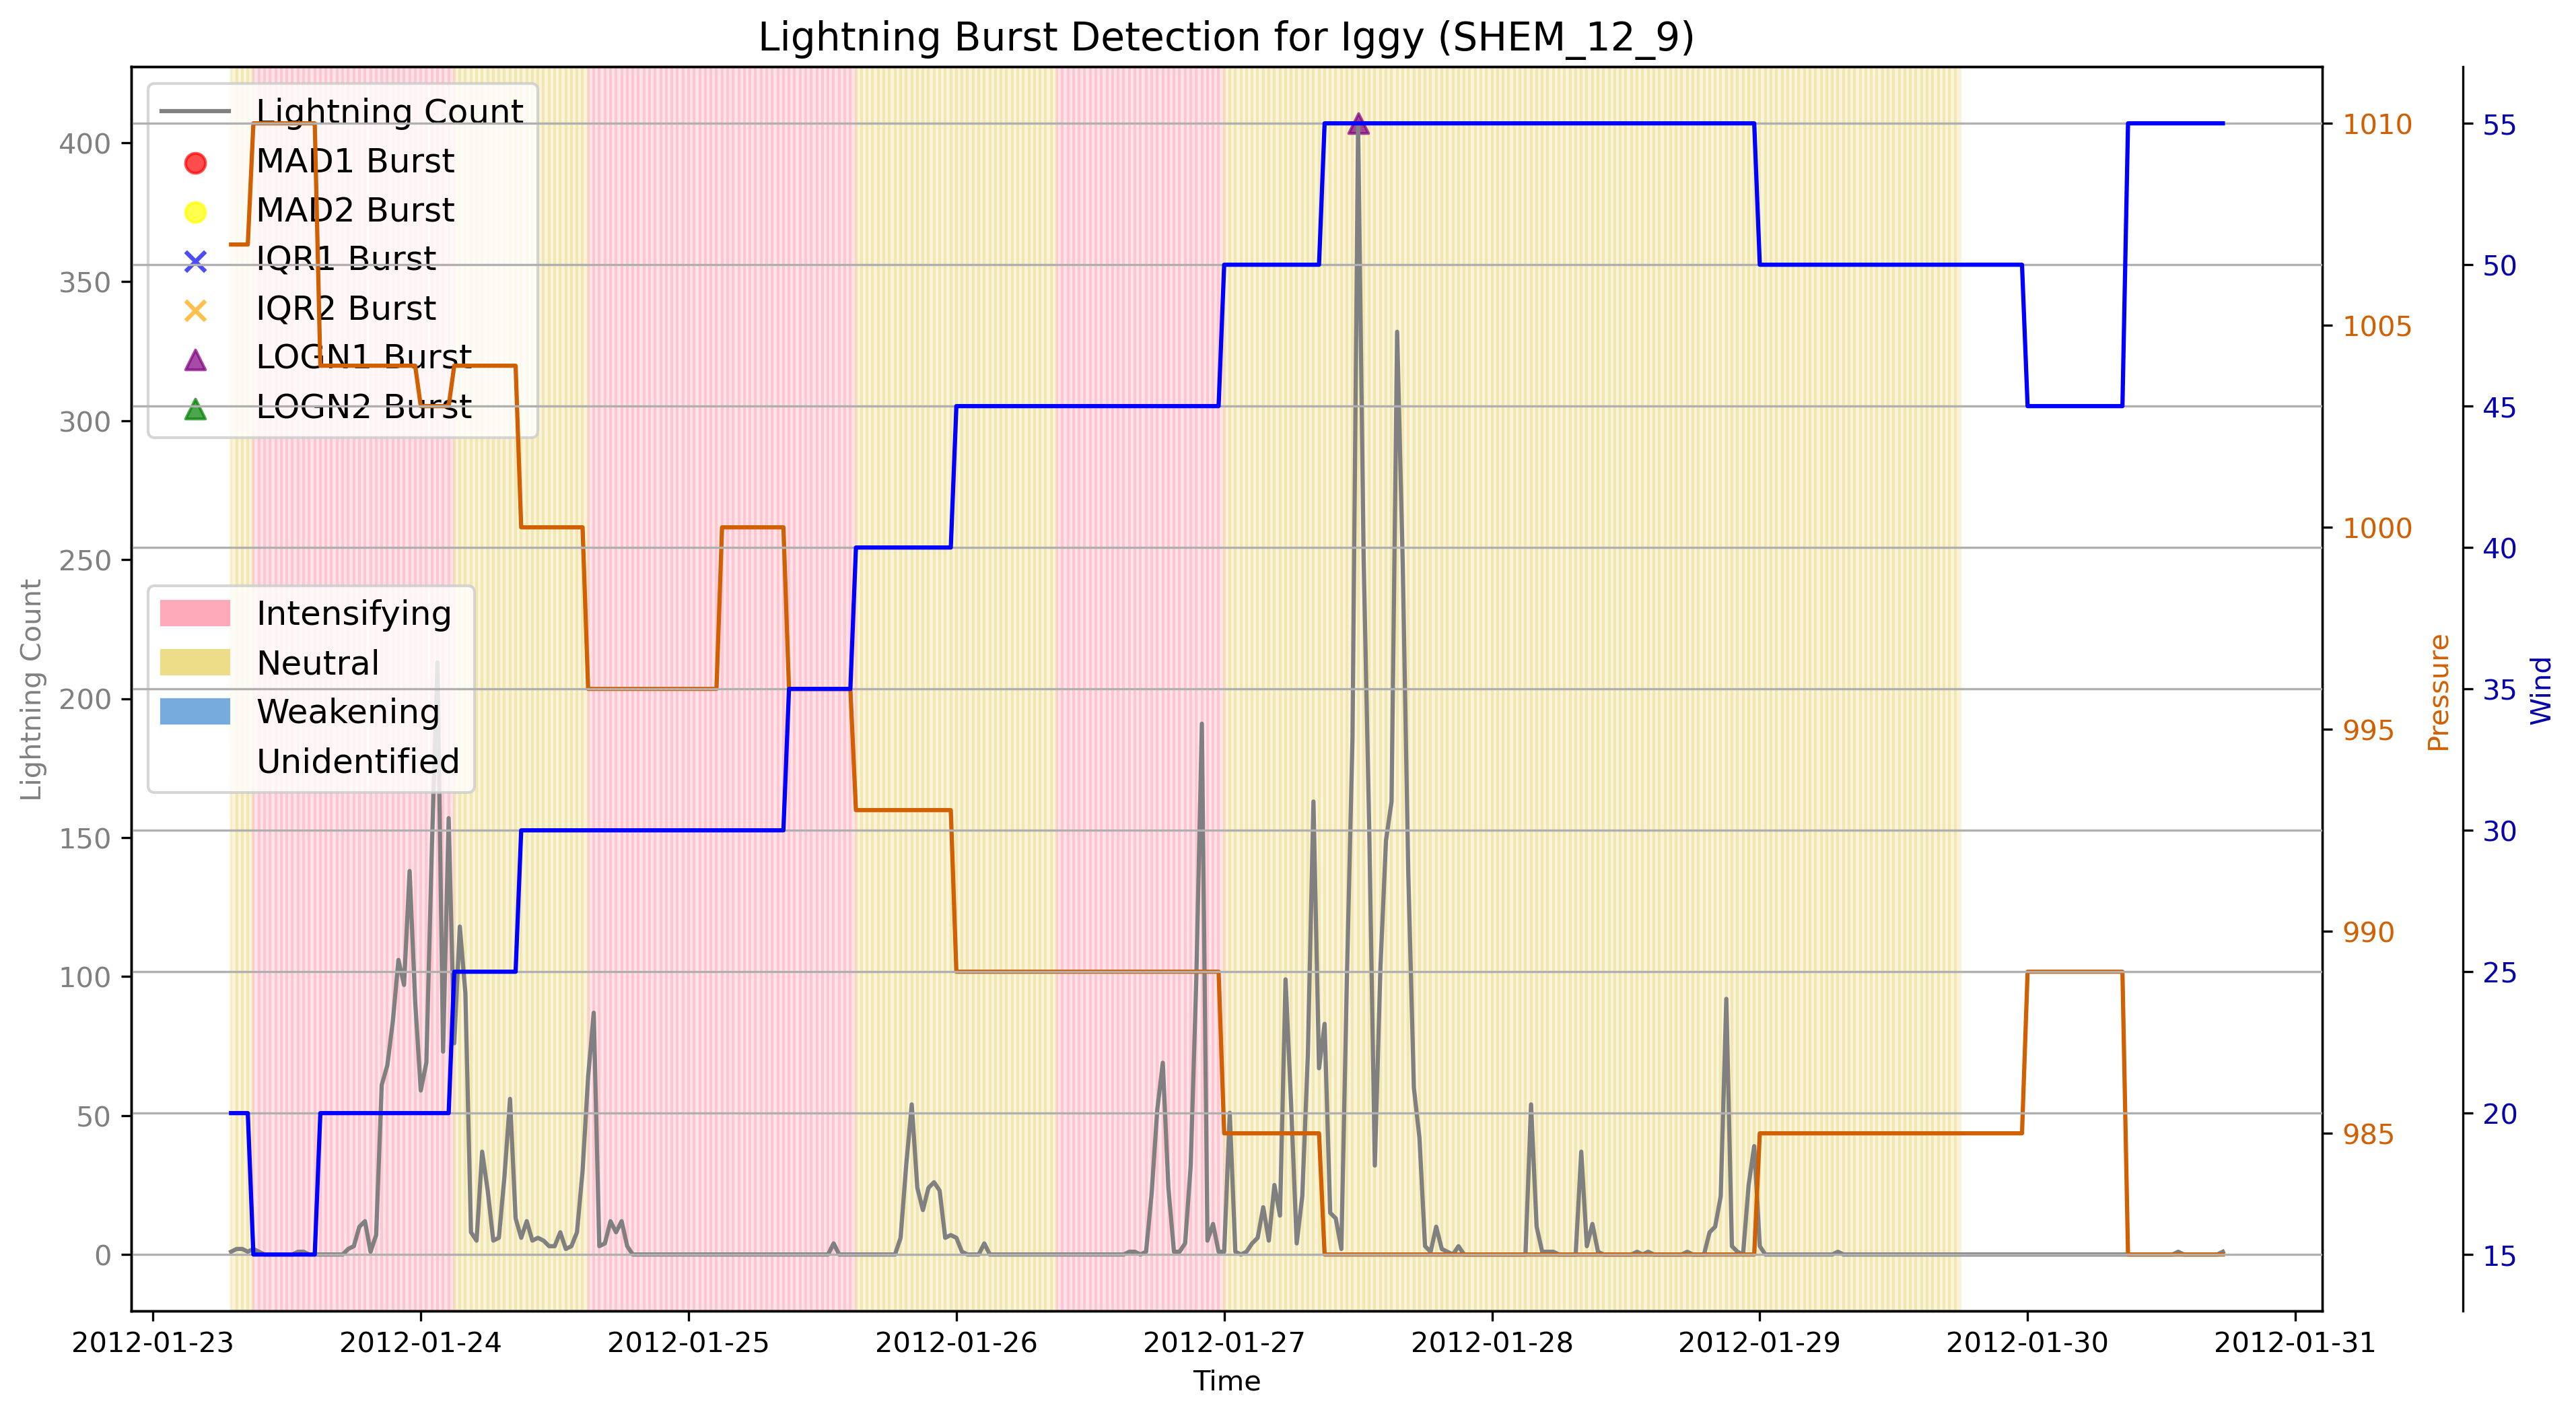 Lightning Burst Detection for Iggy (SHEM_12_9)
Lightning Count
MAD1 Burst
MAD2 Burst
IQR1 Burst
IQR2 Burst
LOGN1 Burst
LOGN2 Burst
Intensifying
Neutral
Weakening
Unidentified
Lightning Count
400
350
300
250
200
150
100
50
0
1010
1005
1000
995
990
985
Pressure
55
50
45
40
35
30
25
20
15
Wind
2012-01-23 2012-01-24 2012-01-25 2012-01-26 2012-01-27 2012-01-28 2012-01-29 2012-01-30 2012-01-31
Time